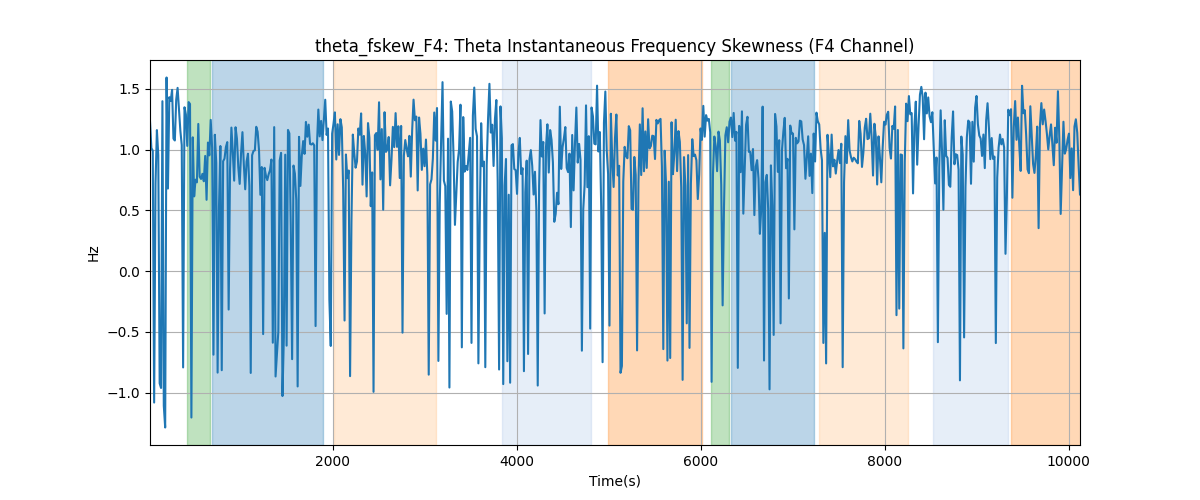 theta_fskew_F4: Theta Instantaneous Frequency Skewness (F4 Channel)
1.5
1.0
0.5
0.0
−0.5
−1.0
Hz
2000 4000 6000 8000 10000
Time(s)